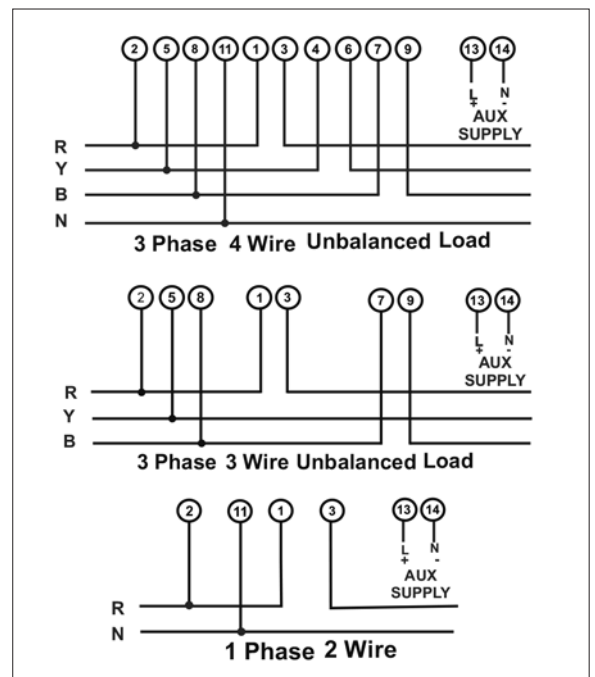 2 5 8 11 1 3 4 6 7 9 13 14
L N
+ -
AUX
SUPPLY
R
Y
B
N
3 Phase 4 Wire Unbalanced Load
2 5 8 1 3 7 9 13 14
L N
+ -
AUX
SUPPLY
R
Y
B
3 Phase 3 Wire Unbalanced Load
2 11 1 3 13 14
L N
+ -
AUX
SUPPLY
R
N
1 Phase 2 Wire